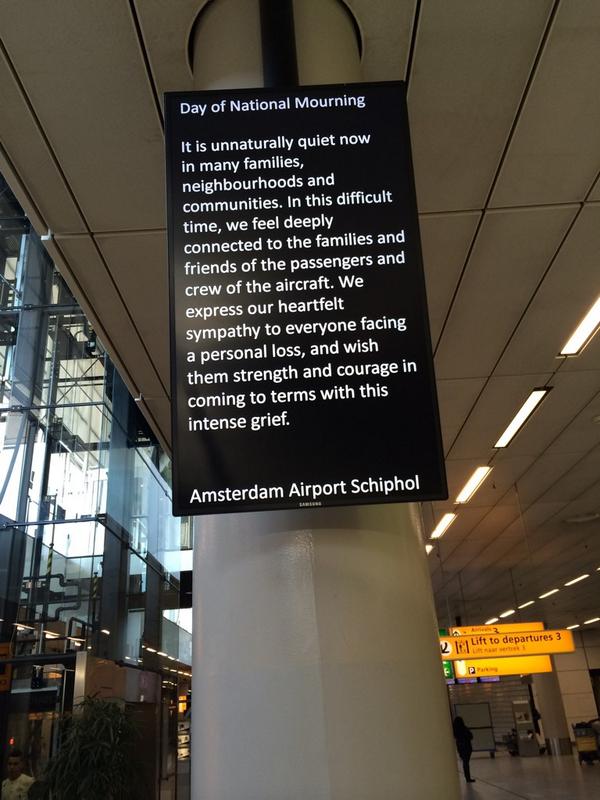 Day of National Mourning
It is unnaturally quiet now
in many families,
neighbourhoods and
communities. In this difficult
time, we feel deeply
connected to the families and
friends of the passengers and
crew of the aircraft. We
express our heartfelt
sympathy to everyone facing
a personal loss, and wish
them strength and courage in
coming to terms with this
intense grief.
Amsterdam Airport Schiphol
SAMSUNG
Arrivals 3
Lift to departures 3
Lift naar vertrek 3
P Parking